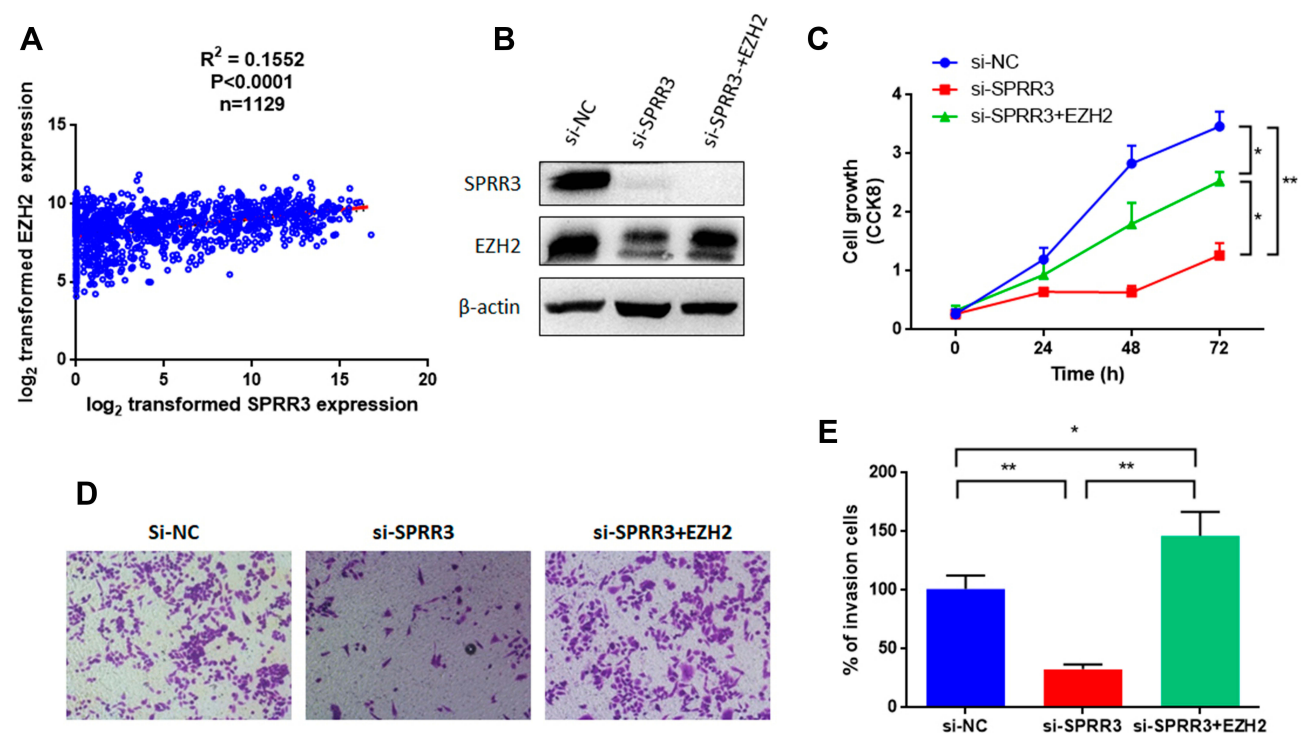 A
R² = 0.1552
P<0.0001
n=1129
log₂ transformed EZH2 expression
15
10
5
0
0 5 10 15 20
log₂ transformed SPRR3 expression
B
si-NC
si-SPRR3
si-SPRR3-+EZH2
SPRR3
EZH2
β-actin
C
si-NC
si-SPRR3
si-SPRR3+EZH2
Cell growth
(CCK8)
4
3
2
1
0
0 24 48 72
Time (h)
*
*
**
D
Si-NC si-SPRR3 si-SPRR3+EZH2
E
% of invasion cells
200
150
100
50
0
*
** **
si-NC si-SPRR3 si-SPRR3+EZH2